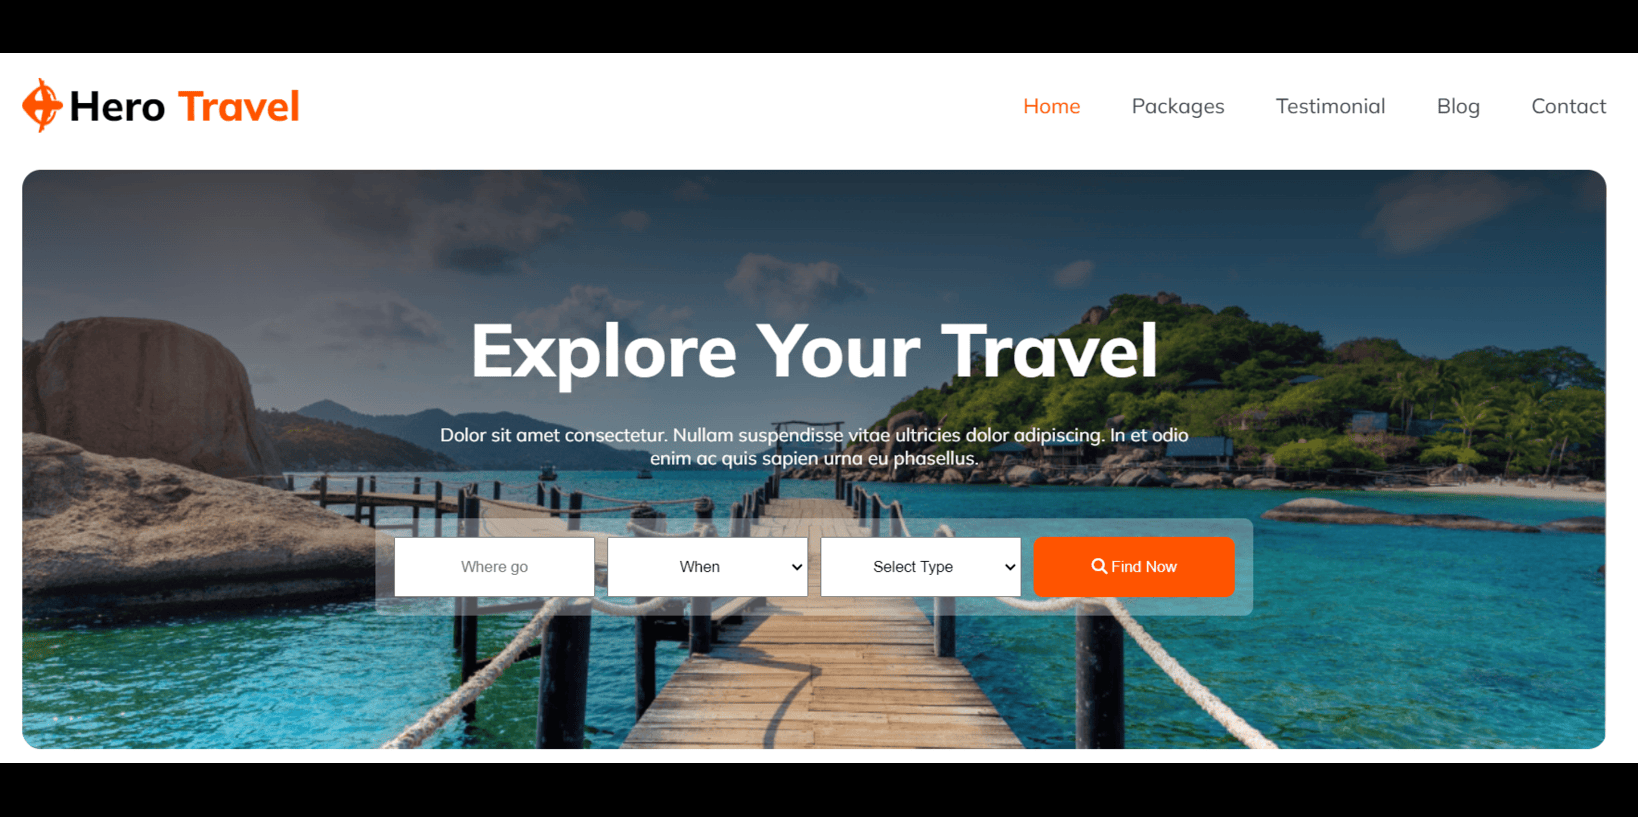 Hero Travel
Home Packages Testimonial Blog Contact
Explore Your Travel
Dolor sit amet consectetur. Nullam suspendisse vitae ultricies dolor adipiscing. In et odio
enim ac quis sapien urna eu phasellus.
Where go When Select Type Find Now